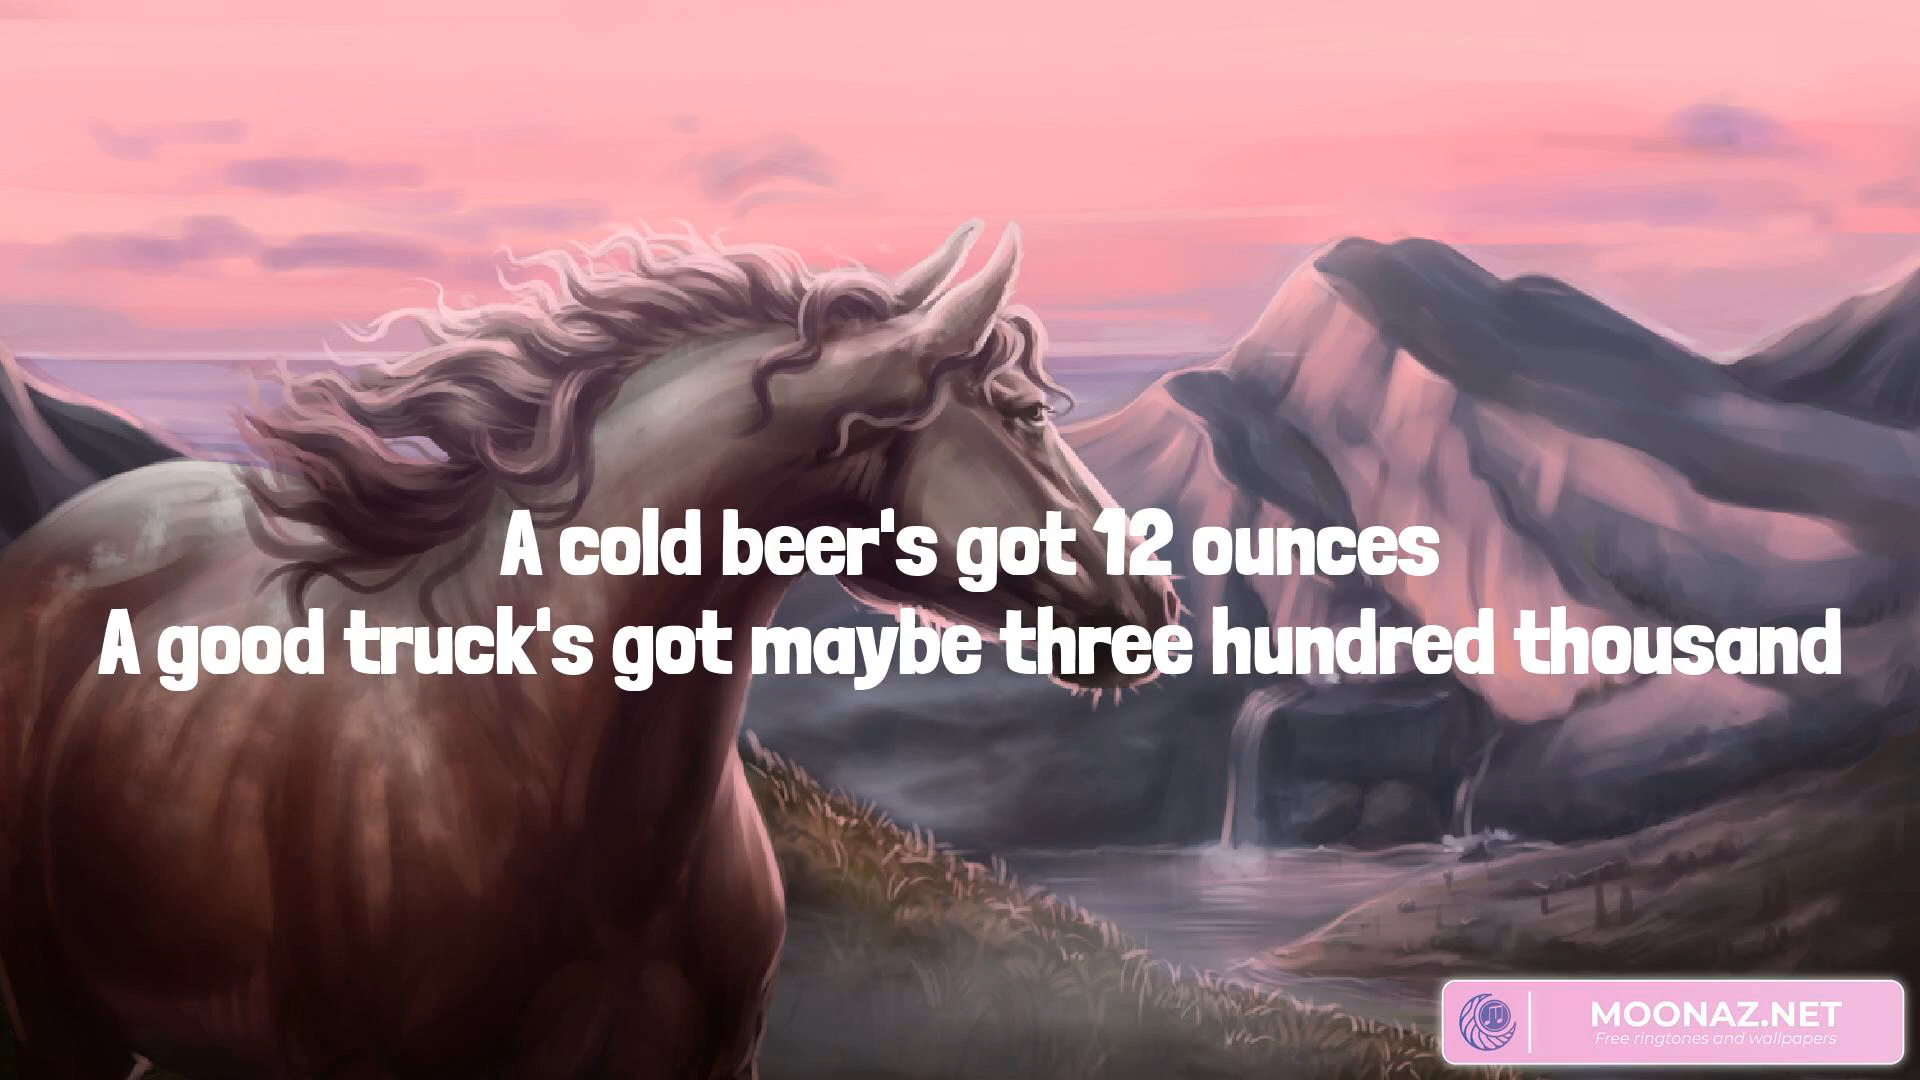 A cold beer's got 12 ounces
A good truck's got maybe three hundred thousand
MOONAZ.NET
Free ringtones and wallpapers